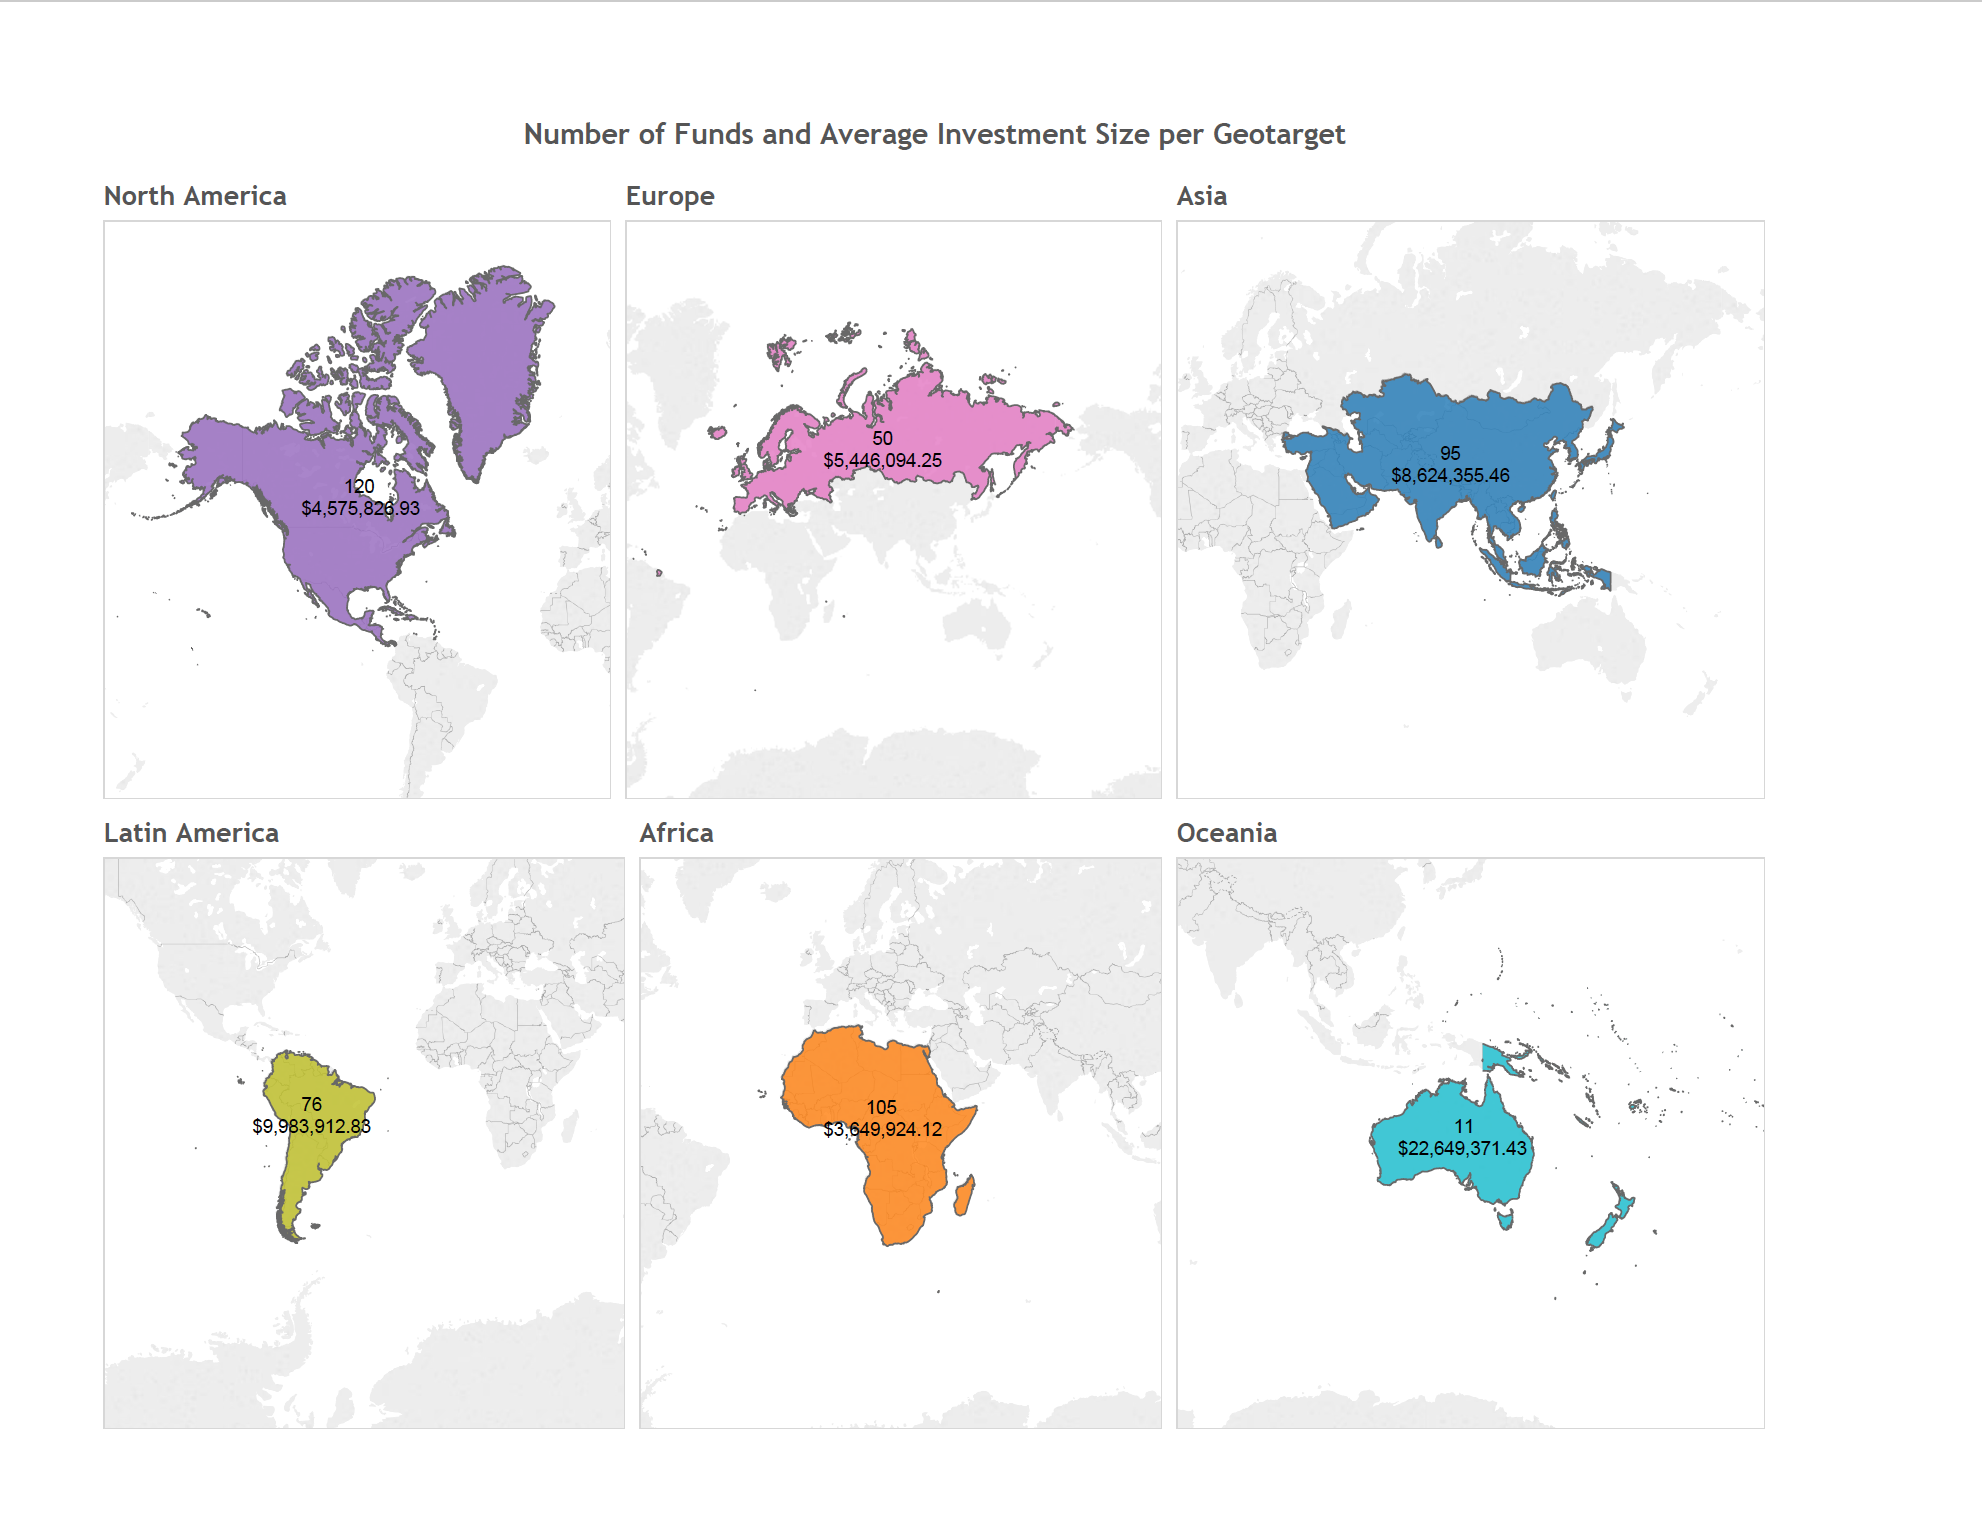 Number of Funds and Average Investment Size per Geotarget
North America
Europe
Asia
120
$4,575,826.93
50
$5,446,094.25
95
$8,624,355.46
Latin America
Africa
Oceania
76
$9,983,912.83
105
$3,649,924.12
11
$22,649,371.43